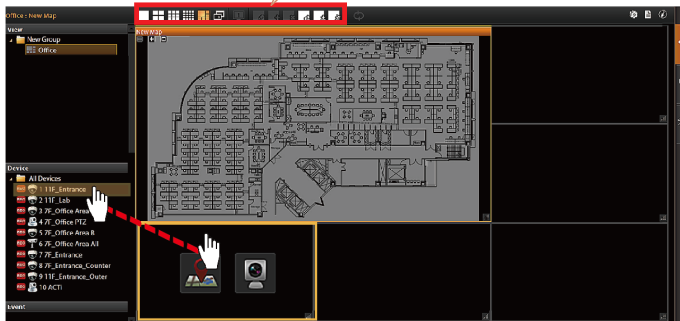 Office : New Map
View
New Group
Office
New Map
Device
All Devices
1 11F_Entrance
2 11F_Lab
3 7F_Office Area
4 7F_Office PTZ
5 7F_Office Area B
6 7F_Office Area All
7 7F_Entrance
8 7F_Entrance_Counter
9 11F_Entrance_Outer
10 ACTi
Event